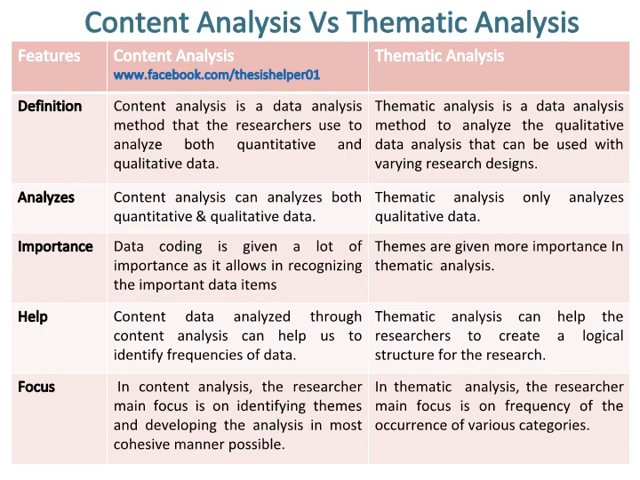 Content Analysis Vs Thematic Analysis
Features
Content Analysis
www.facebook.com/thesishelper01
Thematic Analysis
Definition
Content analysis is a data analysis
method that the researchers use to
analyze both quantitative and
qualitative data.
Thematic analysis is a data analysis
method to analyze the qualitative
data analysis that can be used with
varying research designs.
Analyzes
Content analysis can analyzes both
quantitative & qualitative data.
Thematic analysis only analyzes
qualitative data.
Importance
Data coding is given a lot of
importance as it allows in recognizing
the important data items
Themes are given more importance In
thematic analysis.
Help
Content data analyzed through
content analysis can help us to
identify frequencies of data.
Thematic analysis can help the
researchers to create a logical
structure for the research.
Focus
In content analysis, the researcher
main focus is on identifying themes
and developing the analysis in most
cohesive manner possible.
In thematic analysis, the researcher
main focus is on frequency of the
occurrence of various categories.